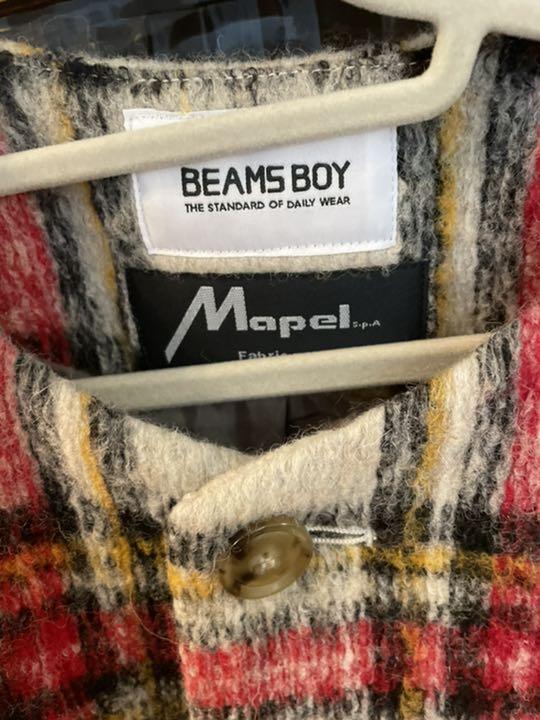 BEAMS BOY
THE STANDARD OF DAILY WEAR
Mapel S.p.A